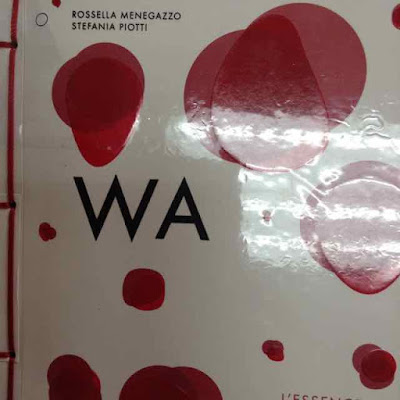 ROSSELLA MENEGAZZO
STEFANIA PIOTTI
WA